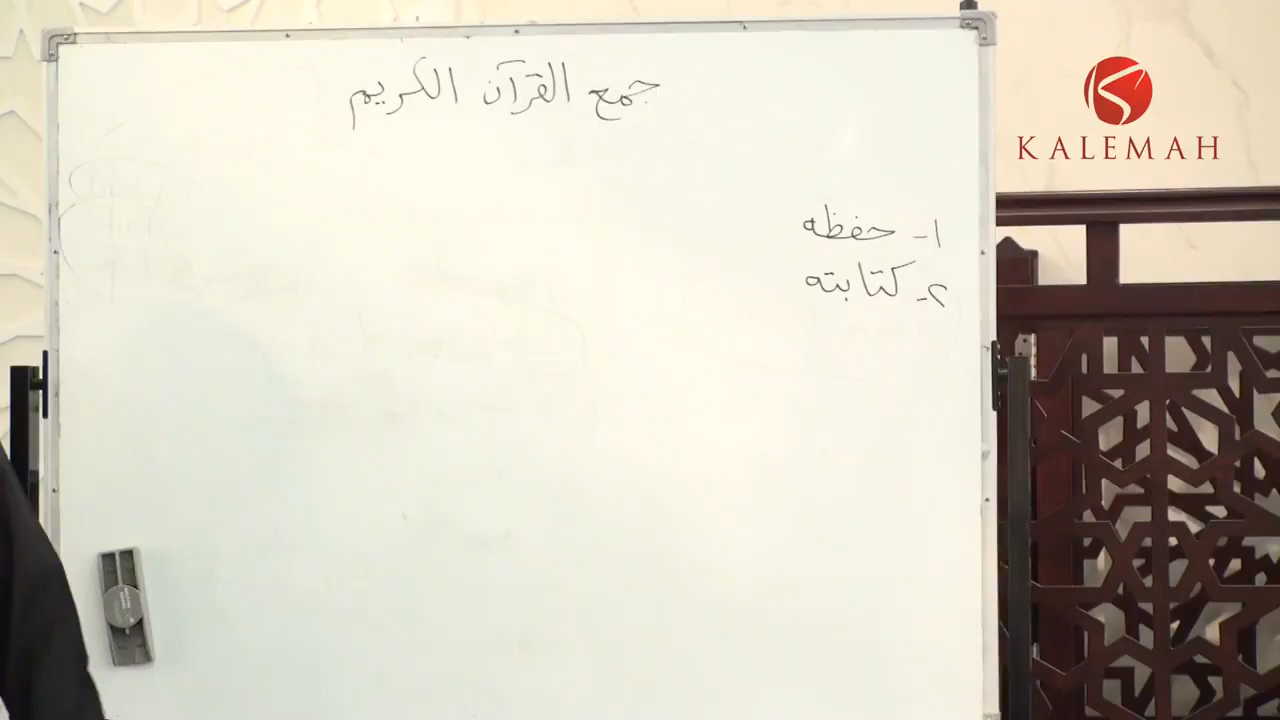 جمع القرآن الكريم
KALEMAH
١- حفظه
٢- كتابته